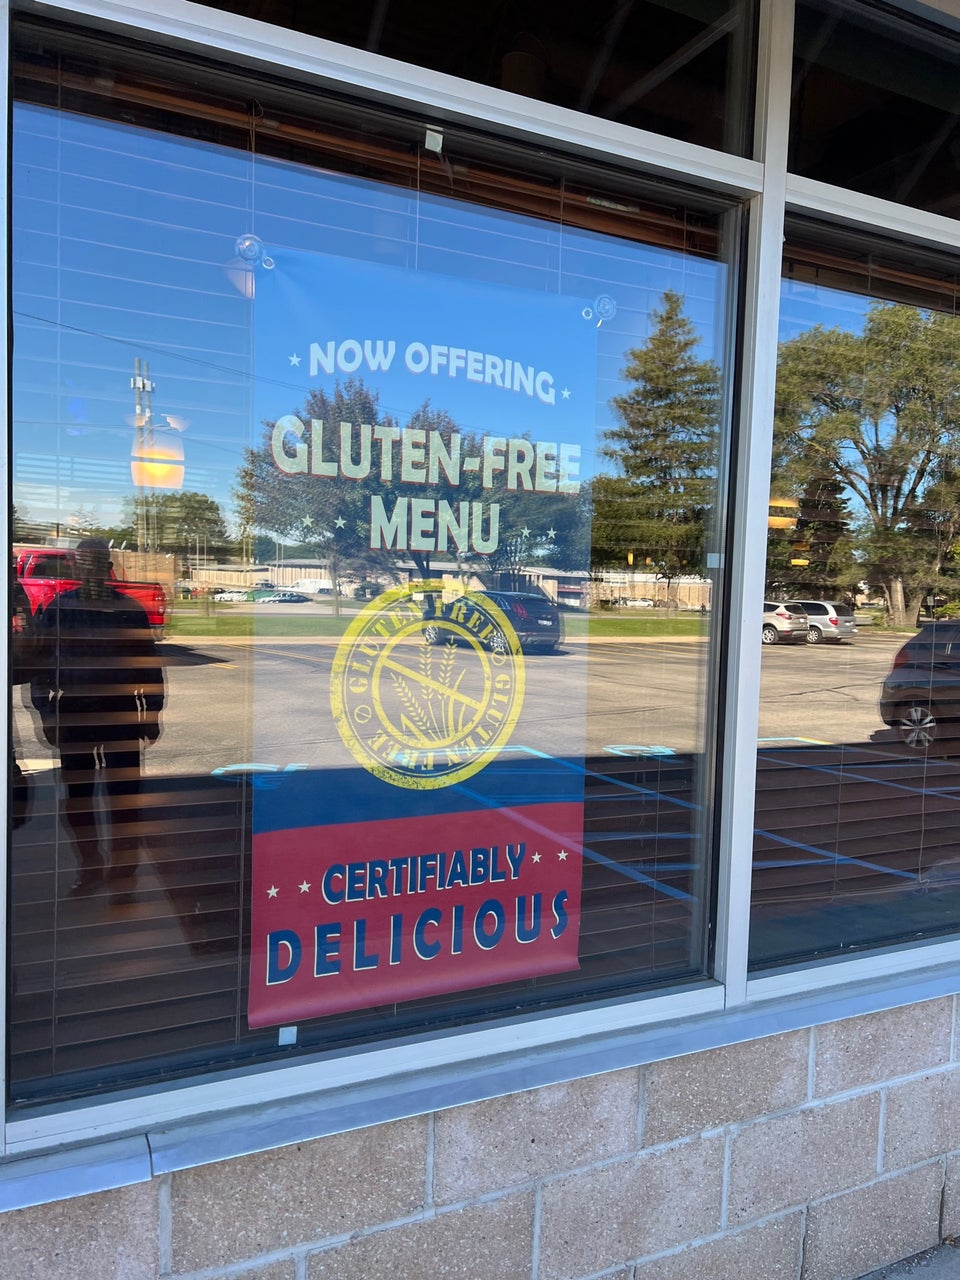 NOW OFFERING
GLUTEN-FREE
MENU
GLUTEN FREE
GLUTEN FREE
CERTIFIABLY
DELICIOUS